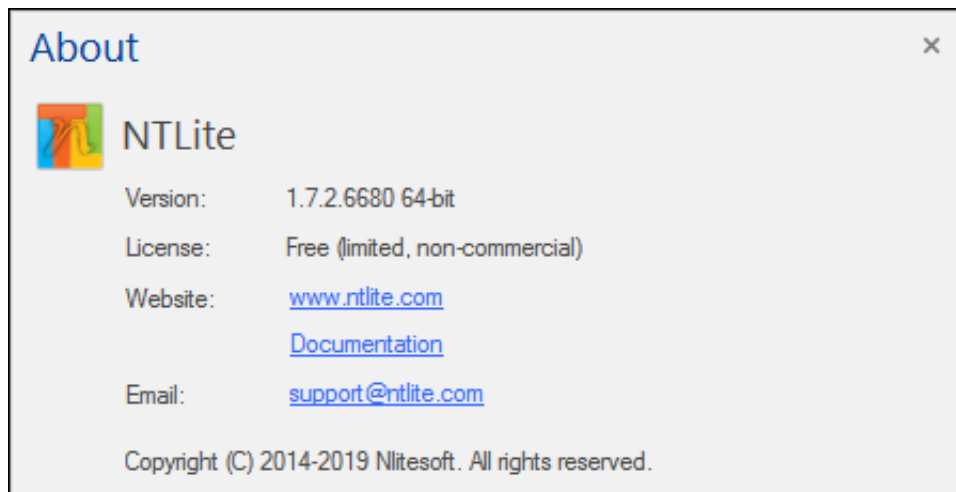 About
NTLite
Version: 1.7.2.6680 64-bit
License: Free (limited, non-commercial)
Website: www.ntlite.com
Documentation
Email: support@ntlite.com
Copyright (C) 2014-2019 Nlitesoft. All rights reserved.